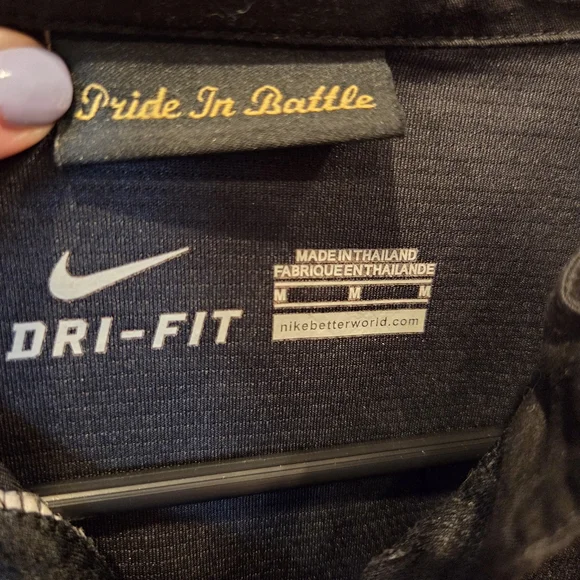 Pride In Battle
MADE IN THAILAND
FABRIQUE EN THAILANDE
M M M
nikebetterworld.com
DRI-FIT